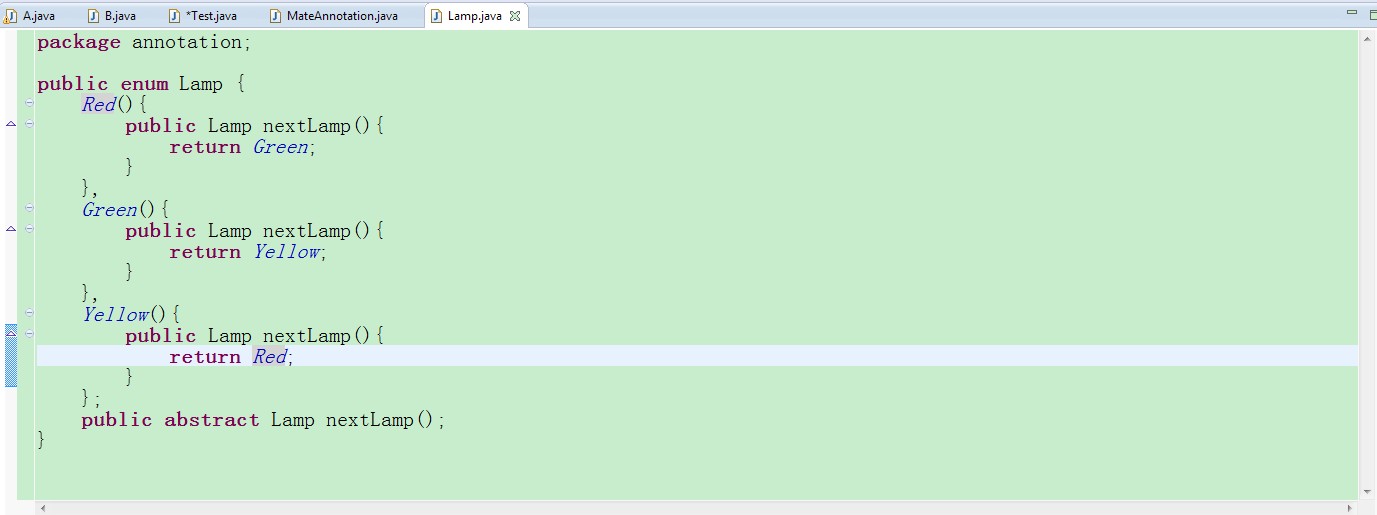 A.java B.java *Test.java MateAnnotation.java Lamp.java
package annotation;
public enum Lamp {
    Red(){
        public Lamp nextLamp(){
            return Green;
        }
    },
    Green(){
        public Lamp nextLamp(){
            return Yellow;
        }
    },
    Yellow(){
        public Lamp nextLamp(){
            return Red;
        }
    };
    public abstract Lamp nextLamp();
}